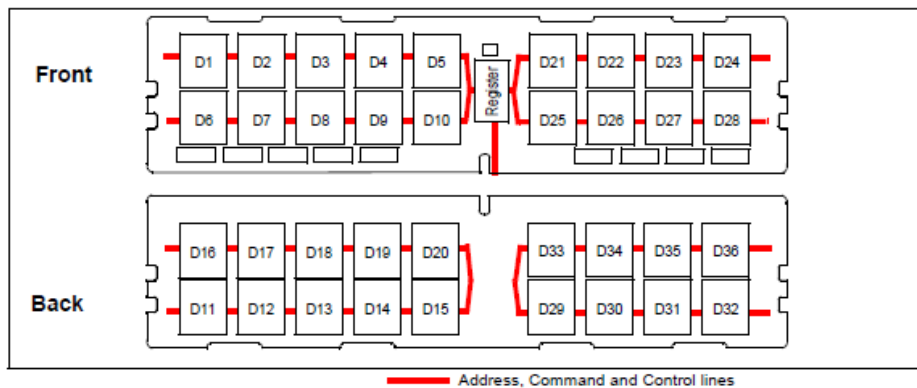 Front
D1 D2 D3 D4 D5 D21 D22 D23 D24
Register
D6 D7 D8 D9 D10 D25 D26 D27 D28
D16 D17 D18 D19 D20 D33 D34 D35 D36
Back
D11 D12 D13 D14 D15 D29 D30 D31 D32
Address, Command and Control lines